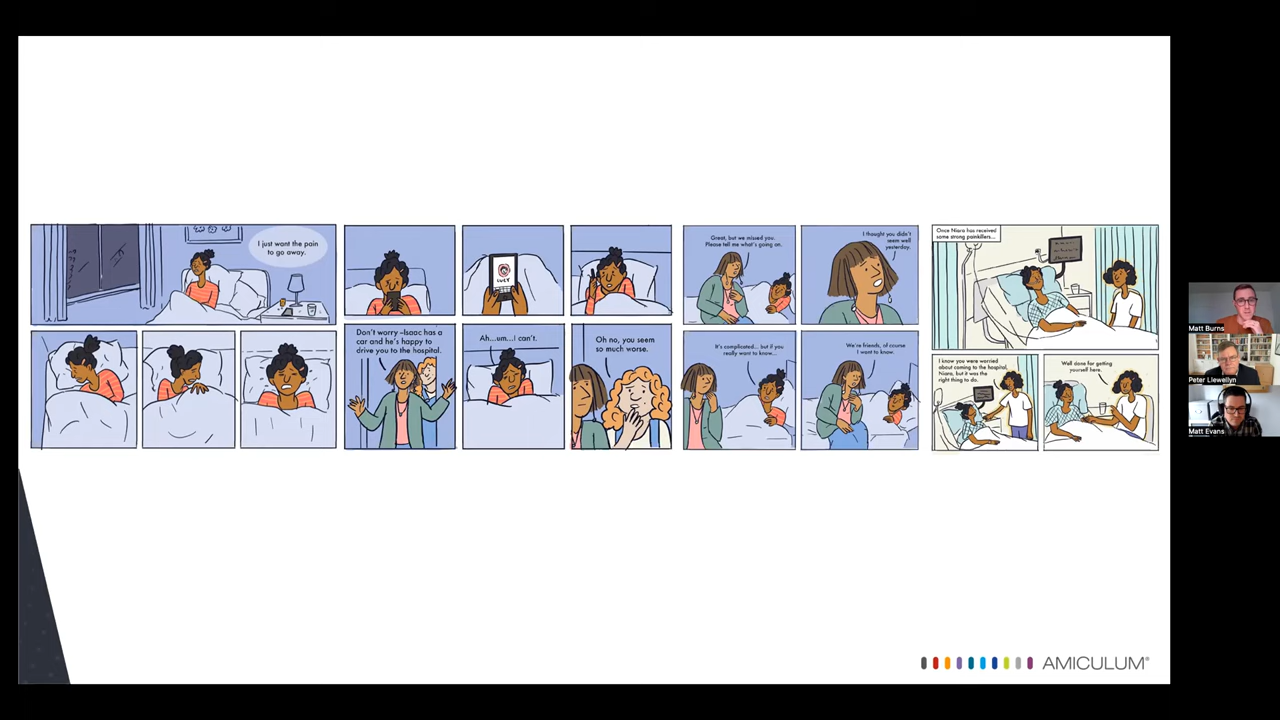 I just want the pain
to go away.
LUCY
Don't worry –Isaac has a
car and he's happy to
drive you to the hospital.
Ah...um...i can't.
Oh no, you seem
so much worse.
Great, but we missed you.
Please tell me what's going on.
I thought you didn't
seem well
yesterday.
It's complicated... but if you
really want to know...
We're friends, of course
I want to know.
Once Niara has received
some strong painkillers...
I know you were worried
about coming to the hospital,
Niara, but it was the
right thing to do.
Well done for getting
yourself here.
AMICULUM®
Matt Burns
Peter Llewellyn
Matt Evans